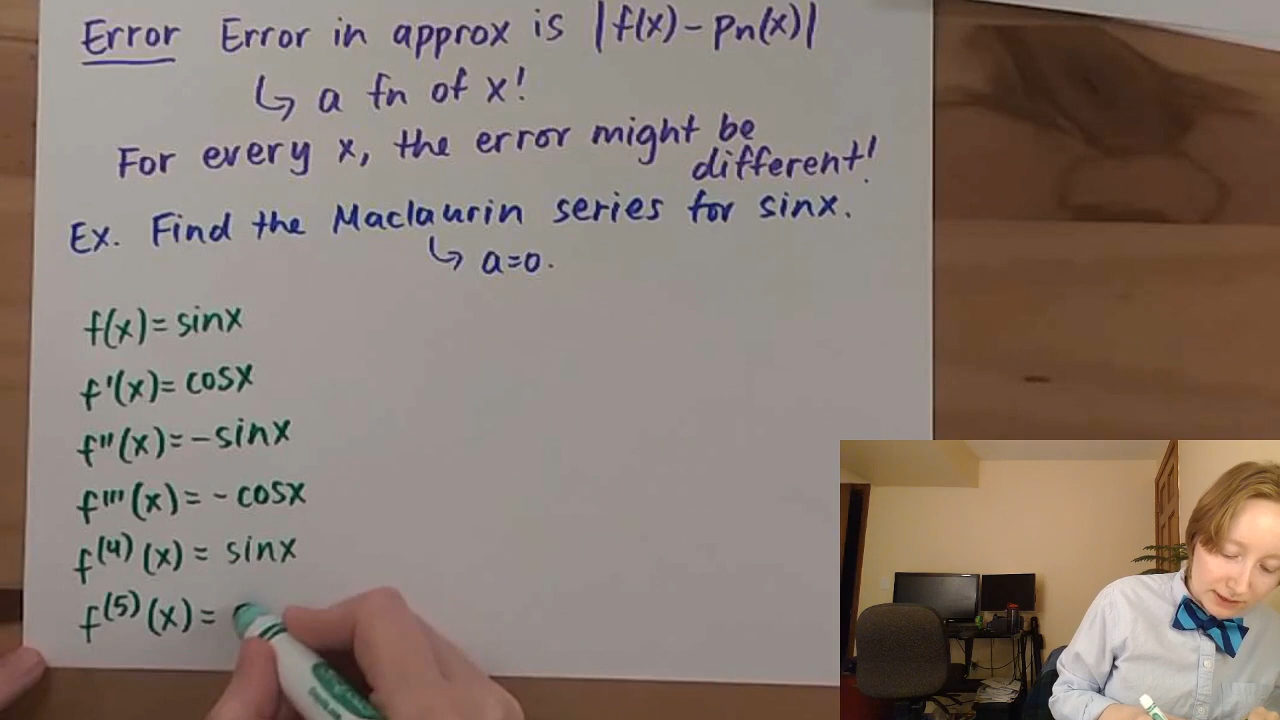 Error Error in approx is |f(x) - pn(x)|
↳ a fn of x!
For every x, the error might be
different!
Ex. Find the Maclaurin series for sinx.
↳ a=0.
f(x) = sinx
f'(x) = cosx
f''(x) = -sinx
f'''(x) = -cosx
f^(4)(x) = sinx
f^(5)(x) =